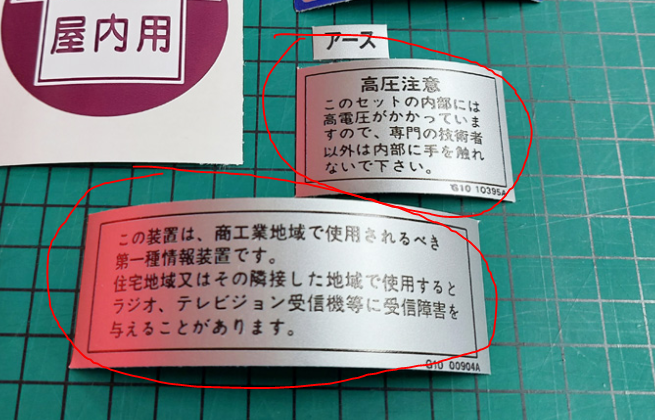 屋内用
アース
高圧注意
このセットの内部には
高電圧がかかっていま
すので、専門の技術者
以外は内部に手を触れ
ないで下さい。
G10 10395A
この装置は、商工業地域で使用されるべき
第一種情報装置です。
住宅地域又はその隣接した地域で使用すると
ラジオ、テレビジョン受信機等に受信障害を
与えることがあります。
G10 00904A